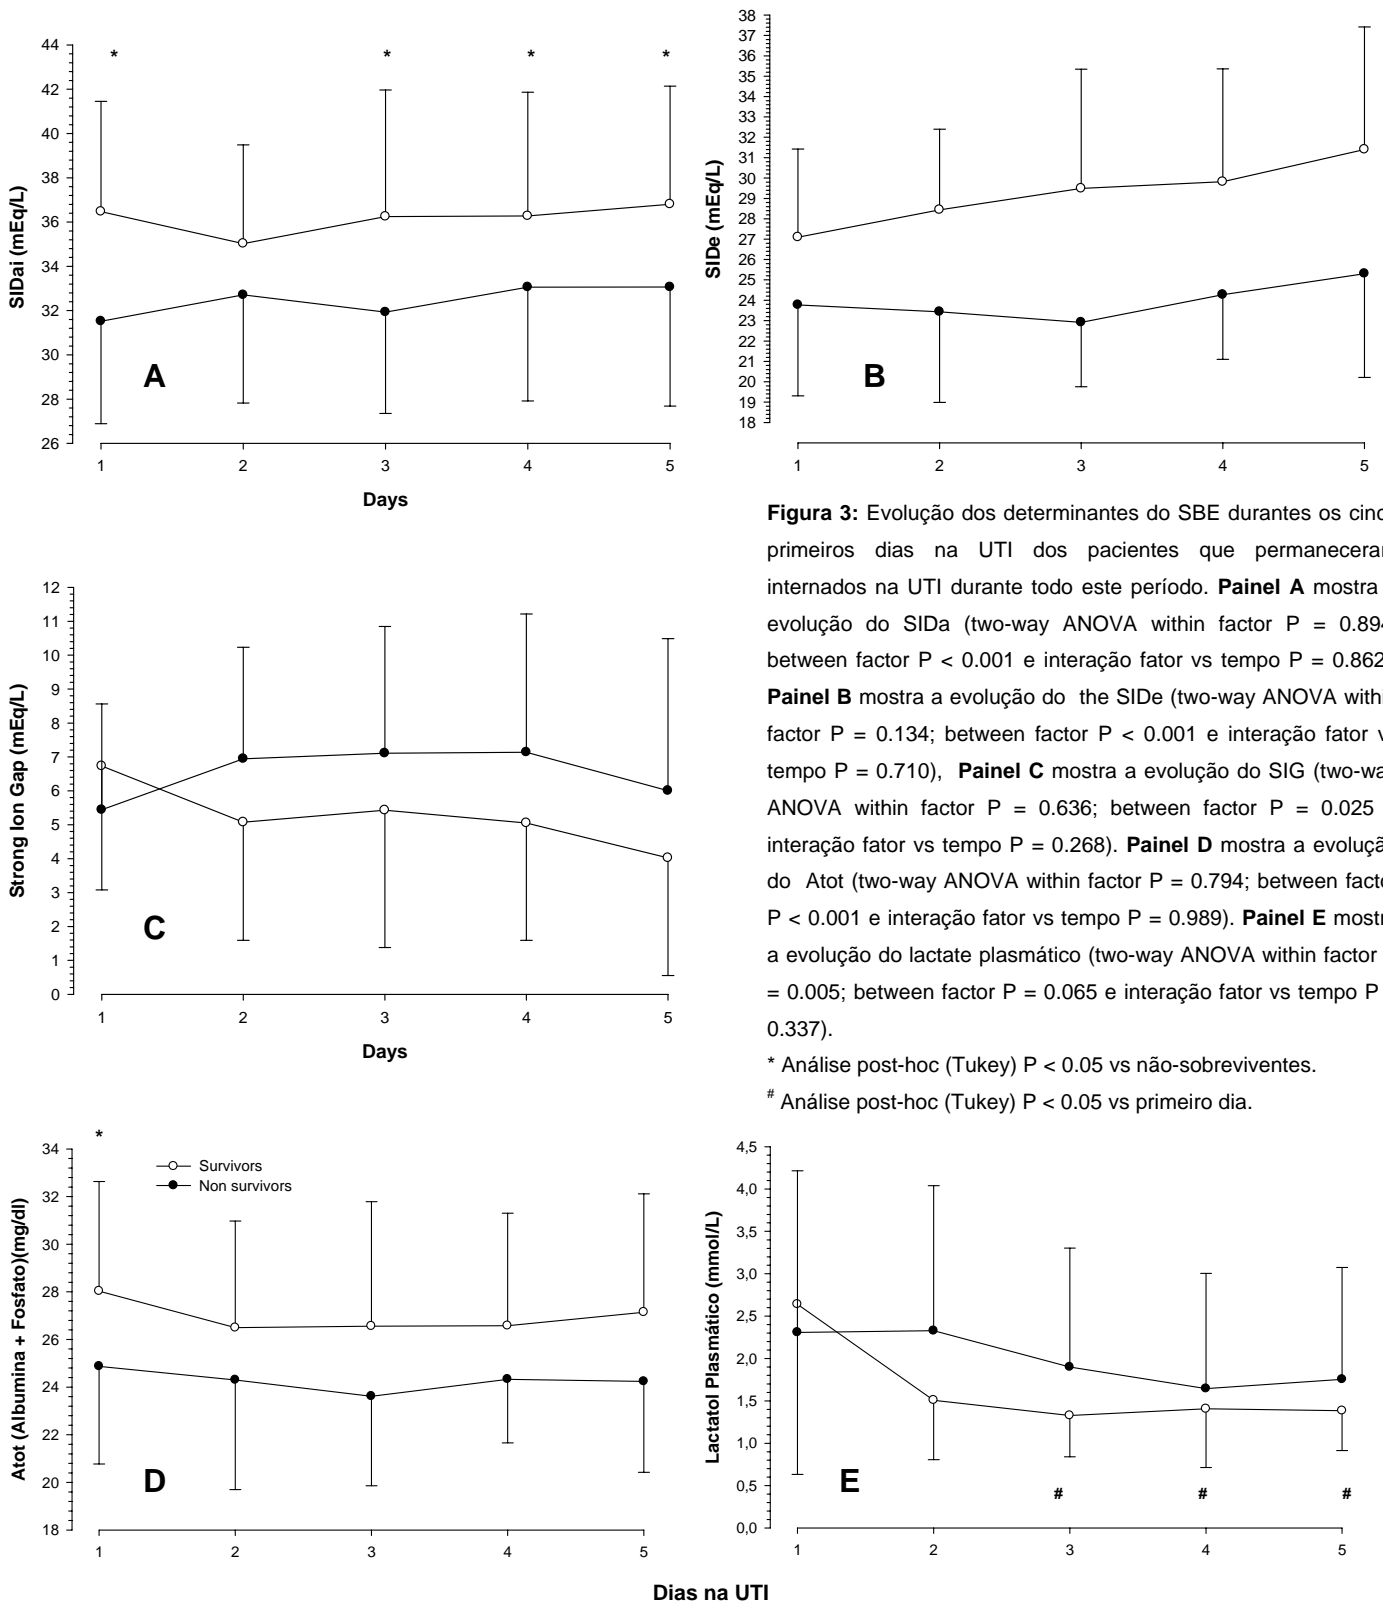 44
42
40
38
36
34
32
30
28
26
SIDai (mEq/L)
* * * *
A
1 2 3 4 5
Days
38
37
36
35
34
33
32
31
30
29
28
27
26
25
24
23
22
21
20
19
18
SIDe (mEq/L)
B
1 2 3 4 5
Figura 3: Evolução dos determinantes do SBE durantes os cinc
primeiros dias na UTI dos pacientes que permanecerar
internados na UTI durante todo este período. Painel A mostra
evolução do SIDa (two-way ANOVA within factor P = 0.894
between factor P < 0.001 e interação fator vs tempo P = 0.862
Painel B mostra a evolução do the SIDe (two-way ANOVA withi
factor P = 0.134; between factor P < 0.001 e interação fator v
tempo P = 0.710), Painel C mostra a evolução do SIG (two-wa
ANOVA within factor P = 0.636; between factor P = 0.025
interação fator vs tempo P = 0.268). Painel D mostra a evoluçã
do Atot (two-way ANOVA within factor P = 0.794; between facto
P < 0.001 e interação fator vs tempo P = 0.989). Painel E mostr
a evolução do lactate plasmático (two-way ANOVA within factor
= 0.005; between factor P = 0.065 e interação fator vs tempo P
0.337).
* Análise post-hoc (Tukey) P < 0.05 vs não-sobreviventes.
# Análise post-hoc (Tukey) P < 0.05 vs primeiro dia.
12
11
10
9
8
7
6
5
4
3
2
1
0
Strong Ion Gap (mEq/L)
C
1 2 3 4 5
Days
34
32
30
28
26
24
22
20
18
Atot (Albumina + Fosfato)(mg/dl)
*
Survivors
Non survivors
D
1 2 3 4 5
4,5
4,0
3,5
3,0
2,5
2,0
1,5
1,0
0,5
0,0
Lactatol Plasmático (mmol/L)
E
# # #
1 2 3 4 5
Dias na UTI